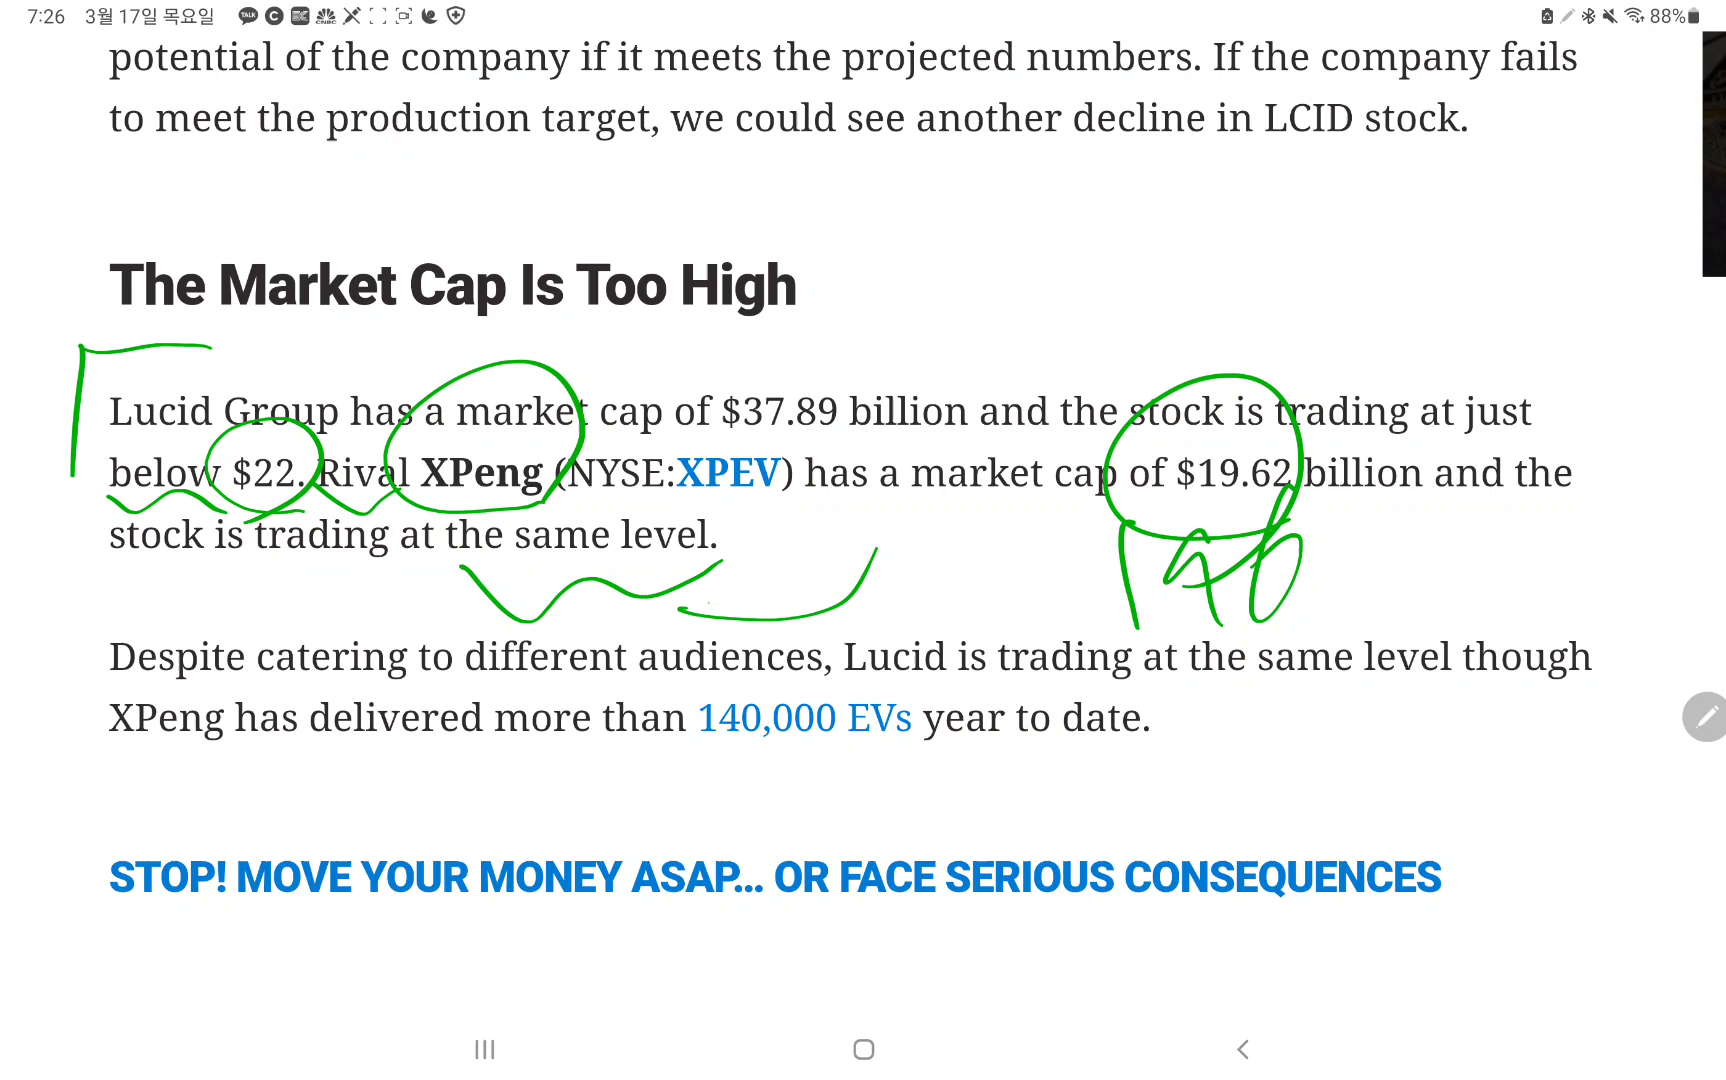 7:26 3월 17일 목요일 88%
potential of the company if it meets the projected numbers. If the company fails
to meet the production target, we could see another decline in LCID stock.
The Market Cap Is Too High
Lucid Group has a market cap of $37.89 billion and the stock is trading at just
below $22. Rival XPeng (NYSE:XPEV) has a market cap of $19.62 billion and the
stock is trading at the same level.
Despite catering to different audiences, Lucid is trading at the same level though
XPeng has delivered more than 140,000 EVs year to date.
STOP! MOVE YOUR MONEY ASAP... OR FACE SERIOUS CONSEQUENCES